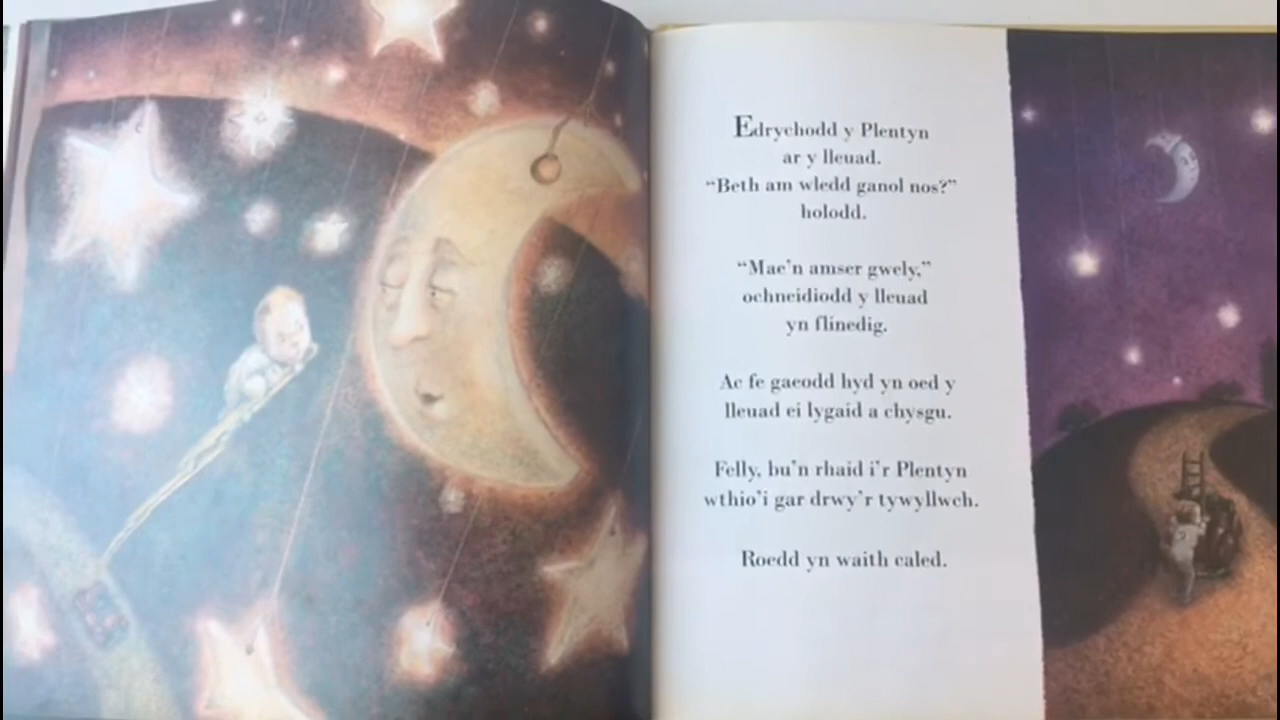 Edrychodd y Plentyn
ar y lleuad.
“Beth am wledd ganol nos?”
holodd.
“Mae’n amser gwely,”
ochneidiodd y lleuad
yn flinedig.
Ac fe gaeodd hyd yn oed y
lleuad ei lygaid a chysgu.
Felly, bu’n rhaid i’r Plentyn
wthio’i gar drwy’r tywyllwch.
Roedd yn waith caled.